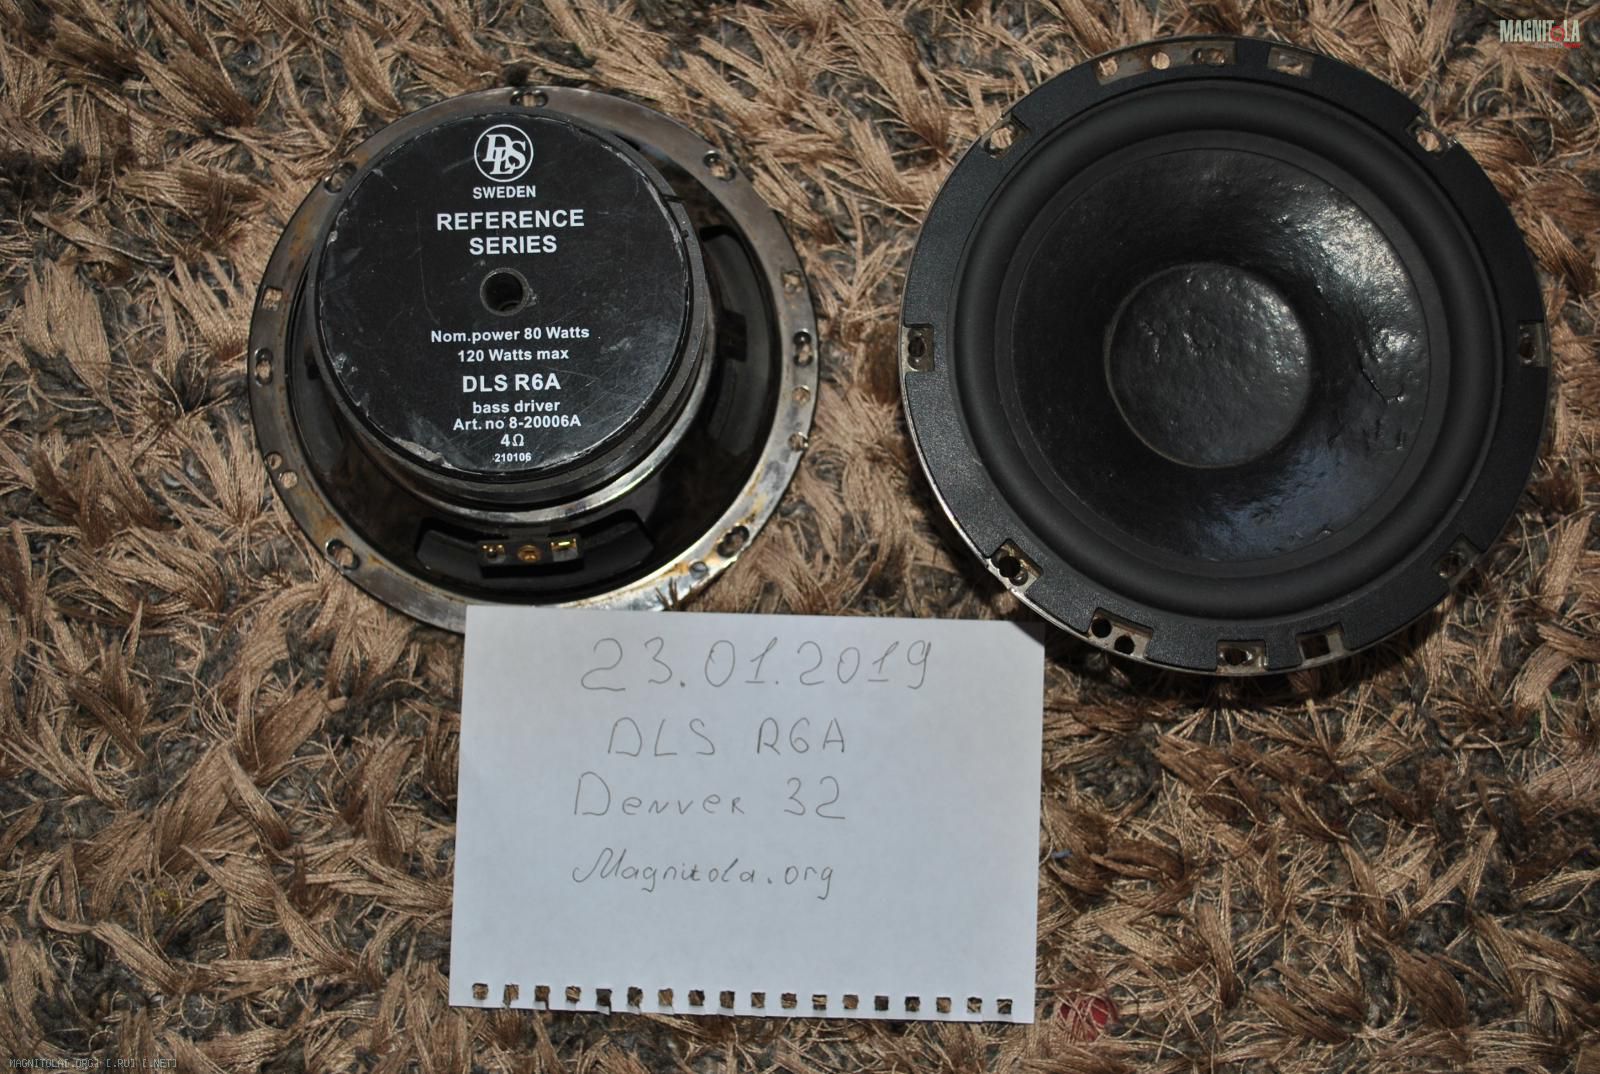 MAGNITOLA
DLS
SWEDEN
REFERENCE
SERIES
Nom.power 80 Watts
120 Watts max
DLS R6A
bass driver
Art. no 8-20006A
4Ω
210106
23.01.2019
DLS R6A
Denver 32
Magnitola.org
MAGNITOLA[.ORG] [.RU] [.NET]